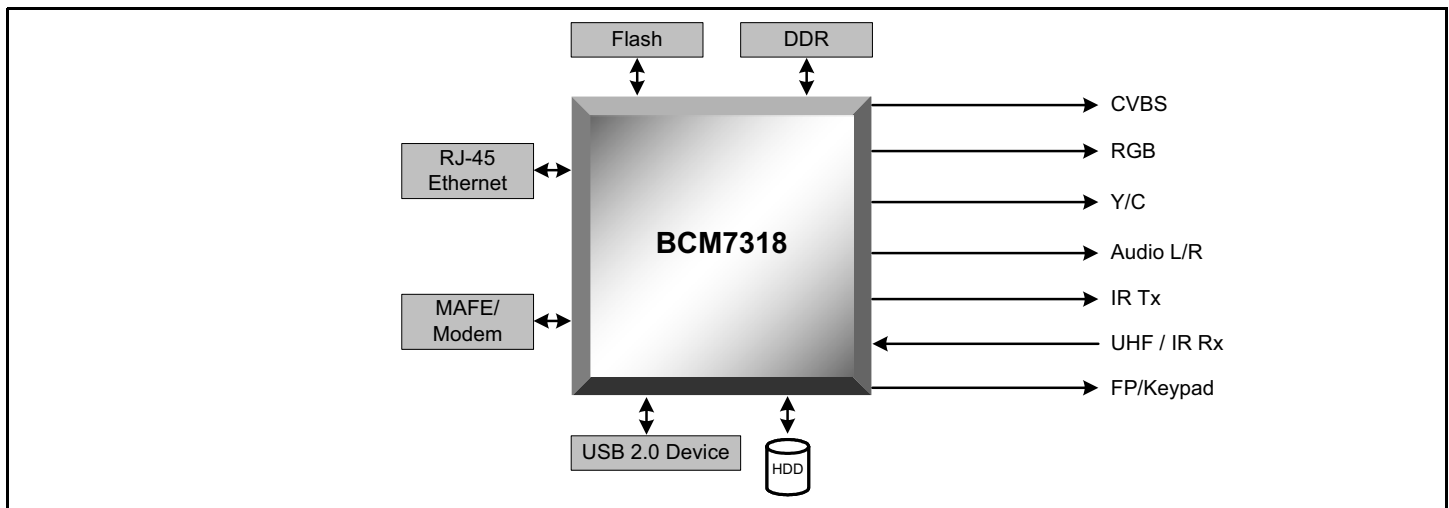 Flash
DDR
CVBS
RGB
RJ-45
Ethernet
Y/C
BCM7318
Audio L/R
IR Tx
MAFE/
Modem
UHF / IR Rx
FP/Keypad
USB 2.0 Device
HDD